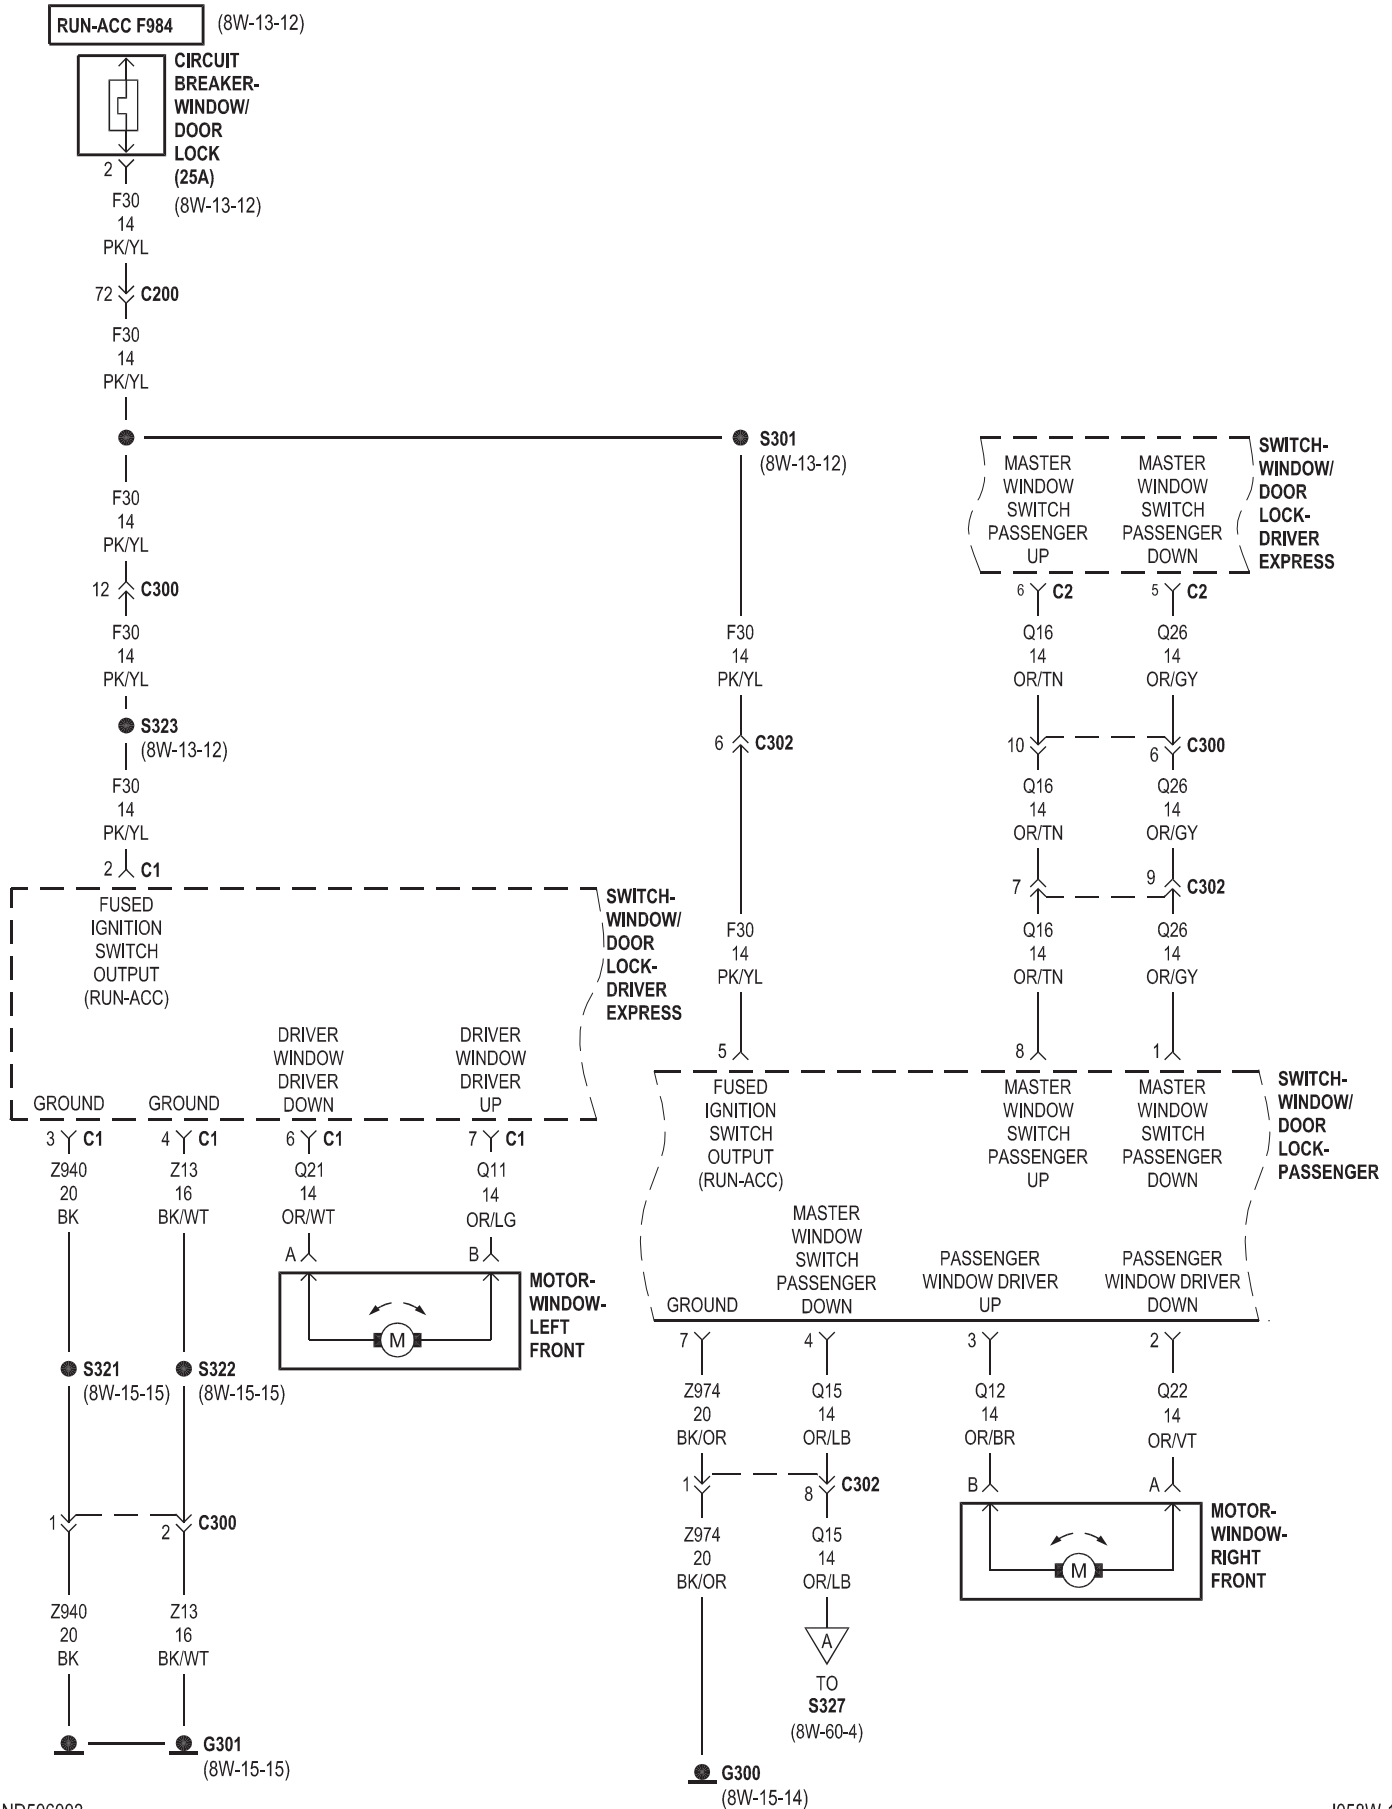 RUN-ACC F984
(8W-13-12)
CIRCUIT
BREAKER-
WINDOW/
DOOR
LOCK
(25A)
(8W-13-12)
2
F30
14
PK/YL
72
C200
F30
14
PK/YL
S301
(8W-13-12)
F30
14
PK/YL
12
C300
F30
14
PK/YL
S323
(8W-13-12)
F30
14
PK/YL
2
C1
FUSED
IGNITION
SWITCH
OUTPUT
(RUN-ACC)
SWITCH-
WINDOW/
DOOR
LOCK-
DRIVER
EXPRESS
DRIVER
WINDOW
DRIVER
DOWN
DRIVER
WINDOW
DRIVER
UP
GROUND
GROUND
3
C1
4
C1
6
C1
7
C1
Z940
20
BK
Z13
16
BK/WT
Q21
14
OR/WT
Q11
14
OR/LG
A
B
M
MOTOR-
WINDOW-
LEFT
FRONT
S321
(8W-15-15)
S322
(8W-15-15)
1
2
C300
Z940
20
BK
Z13
16
BK/WT
G301
(8W-15-15)
F30
14
PK/YL
6
C302
F30
14
PK/YL
5
MASTER
WINDOW
SWITCH
PASSENGER
UP
MASTER
WINDOW
SWITCH
PASSENGER
DOWN
SWITCH-
WINDOW/
DOOR
LOCK-
DRIVER
EXPRESS
6
C2
5
C2
Q16
14
OR/TN
Q26
14
OR/GY
10
6
C300
Q16
14
OR/TN
Q26
14
OR/GY
7
9
C302
Q16
14
OR/TN
Q26
14
OR/GY
8
1
FUSED
IGNITION
SWITCH
OUTPUT
(RUN-ACC)
MASTER
WINDOW
SWITCH
PASSENGER
UP
MASTER
WINDOW
SWITCH
PASSENGER
DOWN
SWITCH-
WINDOW/
DOOR
LOCK-
PASSENGER
GROUND
MASTER
WINDOW
SWITCH
PASSENGER
DOWN
PASSENGER
WINDOW DRIVER
UP
PASSENGER
WINDOW DRIVER
DOWN
7
4
3
2
Z974
20
BK/OR
Q15
14
OR/LB
Q12
14
OR/BR
Q22
14
OR/VT
1
8
C302
B
A
M
MOTOR-
WINDOW-
RIGHT
FRONT
Z974
20
BK/OR
Q15
14
OR/LB
A
TO
S327
(8W-60-4)
G300
(8W-15-14)